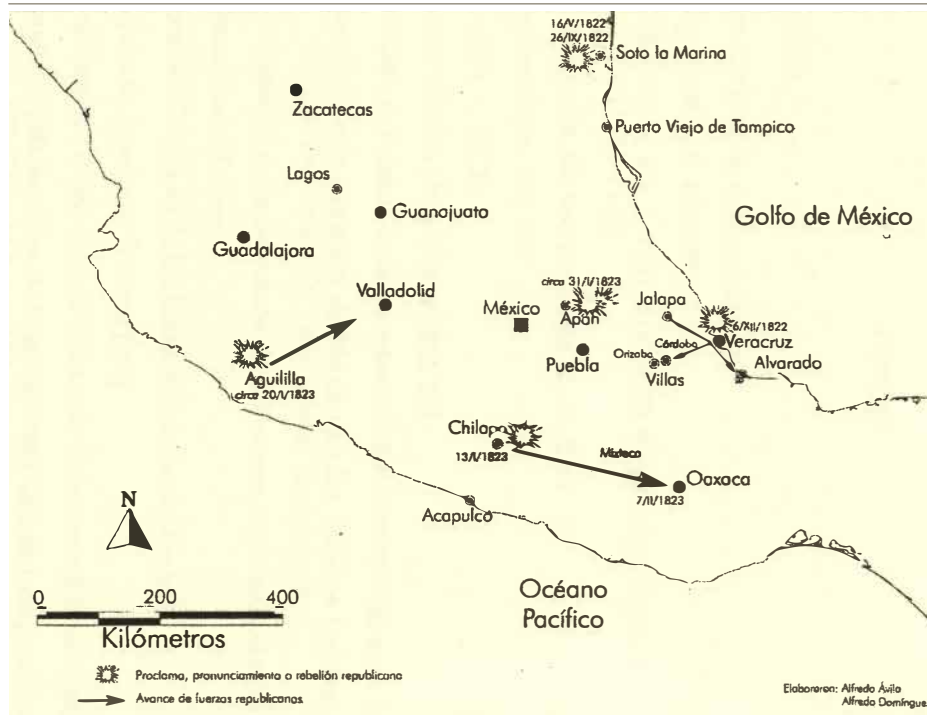 16/V/1822
26/IX/1822
Soto la Marina
Zacatecas
Puerto Viejo de Tampico
Lagos
Guanajuato
Golfo de México
Guadalajora
circa 31/I/1823
Valladolid
México
Apan
Jalapa
6/XII/1822
Veracruz
Córdoba
Puebla
Orizaba
Villas
Alvarado
Aguililla
circa 20/I/1823
Chilapa
13/I/1823
Mixteca
Oaxaca
7/II/1823
N
Acapulco
Océano
Pacífico
0 200 400
Kilómetros
Proclama, pronunciamiento o rebelión republicana
Avance de fuerzas republicanas
Elaboraron: Alfredo Ávila
Alfredo Domíngue